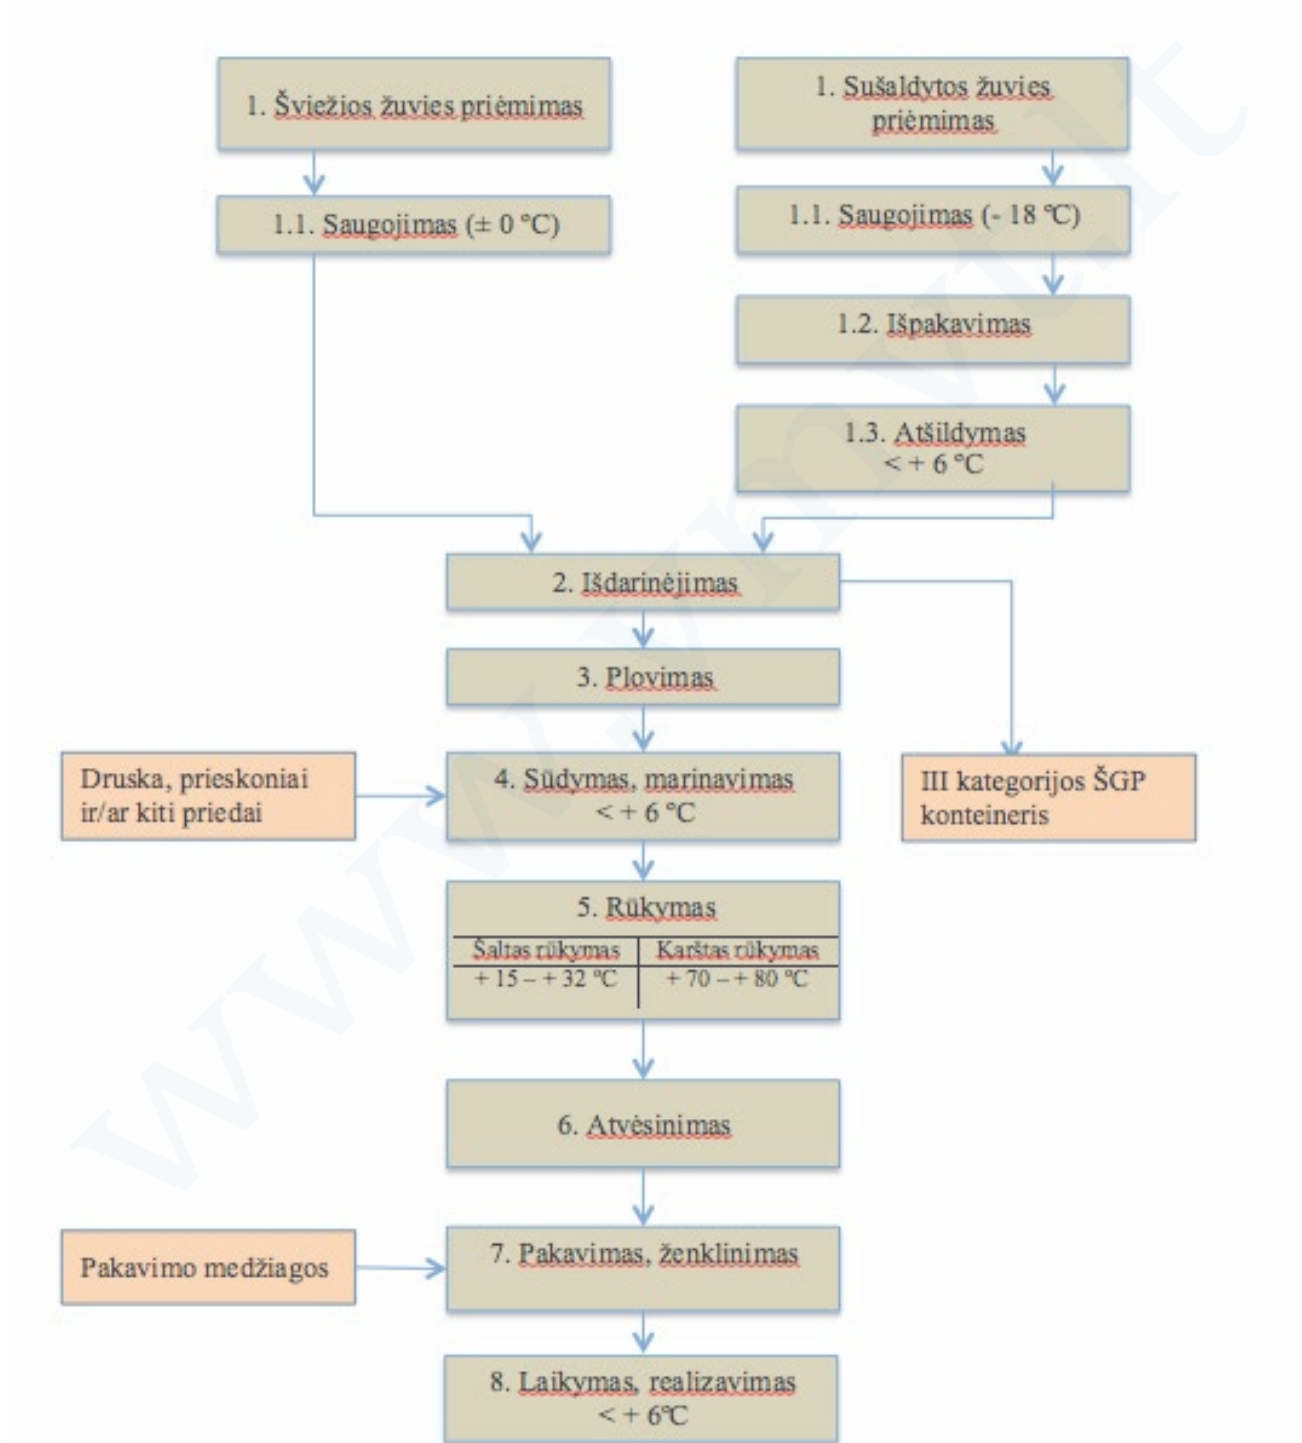 1. Šviežios žuvies priėmimas
1.1. Saugojimas (± 0 °C)
1. Sušaldytos žuvies
priėmimas
1.1. Saugojimas (- 18 °C)
1.2. Išpakavimas
1.3. Atšildymas
< + 6 °C
2. Išdarinėjimas
3. Plovimas
Druska, prieskoniai
ir/ar kiti priedai
4. Sūdymas, marinavimas
< + 6 °C
III kategorijos ŠGP
konteineris
5. Rūkymas
Šaltas rūkymas Karštas rūkymas
+ 15 – + 32 °C + 70 – + 80 °C
6. Atvėsinimas
Pakavimo medžiagos
7. Pakavimas, ženklinimas
8. Laikymas, realizavimas
< + 6°C
www.vmvt.lt